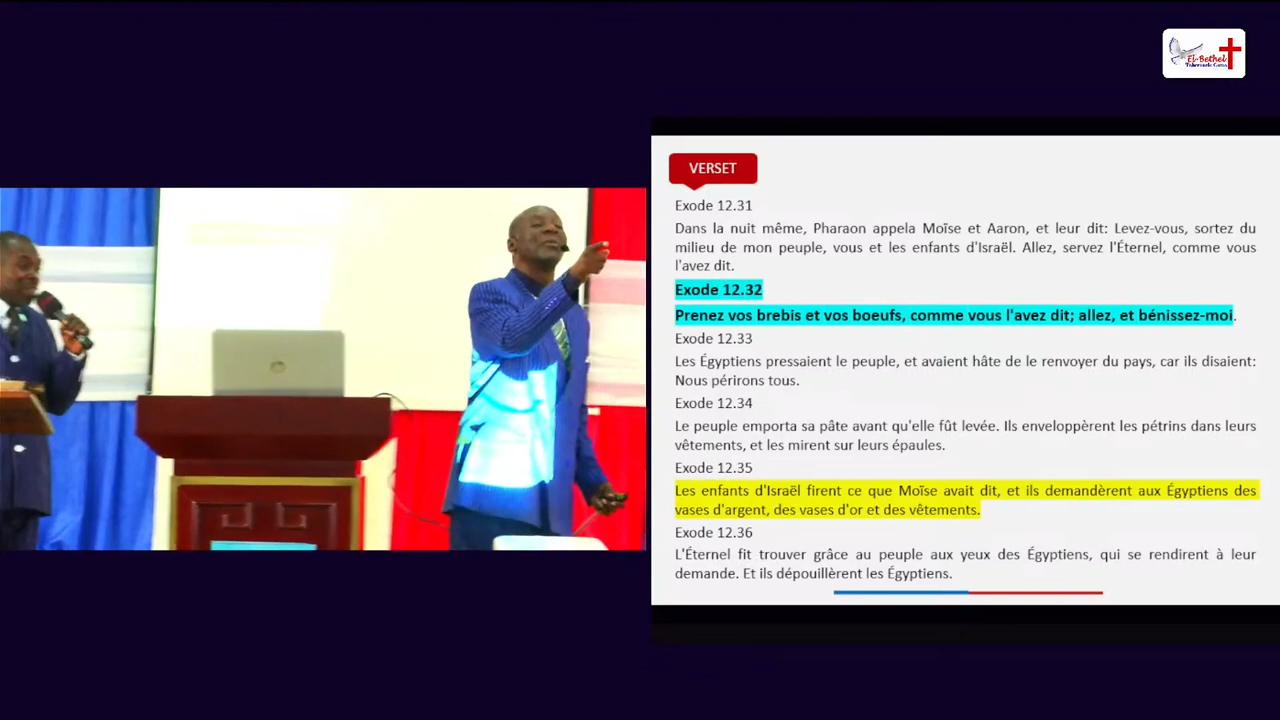 El-Bethel
VERSET
Exode 12.31
Dans la nuit même, Pharaon appela Moïse et Aaron, et leur dit: Levez-vous, sortez du
milieu de mon peuple, vous et les enfants d'Israël. Allez, servez l'Éternel, comme vous
l'avez dit.
Exode 12.32
Prenez vos brebis et vos boeufs, comme vous l'avez dit; allez, et bénissez-moi.
Exode 12.33
Les Égyptiens pressaient le peuple, et avaient hâte de le renvoyer du pays, car ils disaient:
Nous périrons tous.
Exode 12.34
Le peuple emporta sa pâte avant qu'elle fût levée. Ils enveloppèrent les pétrins dans leurs
vêtements, et les mirent sur leurs épaules.
Exode 12.35
Les enfants d'Israël firent ce que Moïse avait dit, et ils demandèrent aux Égyptiens des
vases d'argent, des vases d'or et des vêtements.
Exode 12.36
L'Éternel fit trouver grâce au peuple aux yeux des Égyptiens, qui se rendirent à leur
demande. Et ils dépouillèrent les Égyptiens.